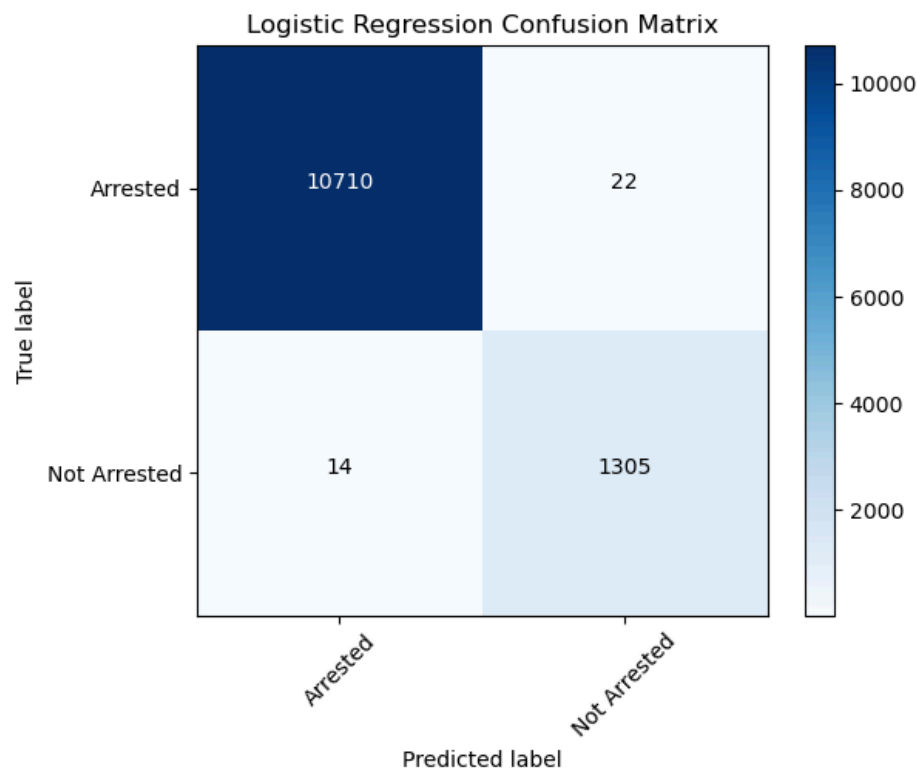 Logistic Regression Confusion Matrix
True label
Arrested
Not Arrested
10710
22
14
1305
Arrested
Not Arrested
Predicted label
10000
8000
6000
4000
2000